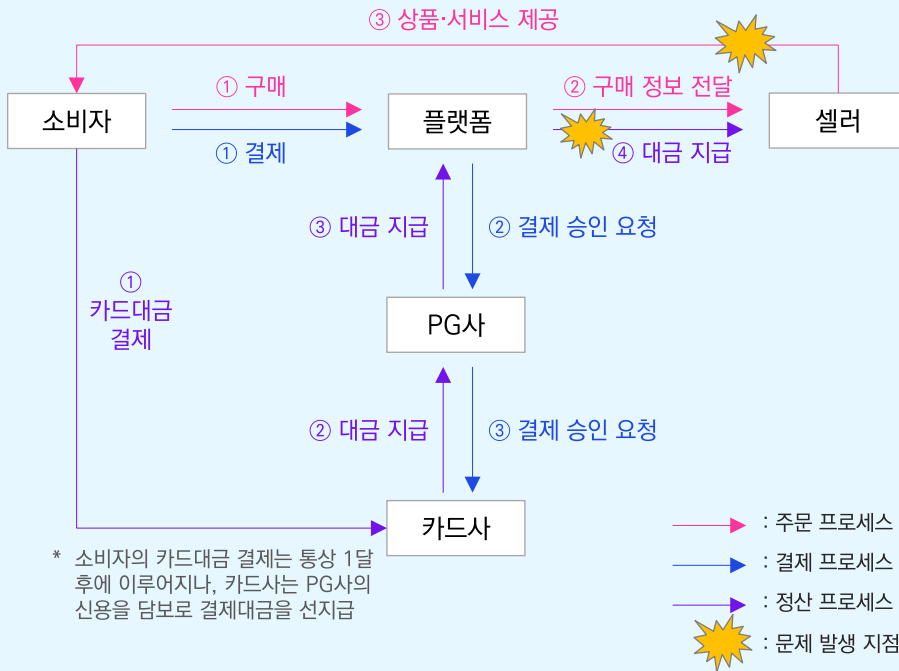 ③ 상품·서비스 제공
① 구매
② 구매 정보 전달
소비자
플랫폼
셀러
① 결제
④ 대금 지급
③ 대금 지급
② 결제 승인 요청
①
카드대금
결제
PG사
② 대금 지급
③ 결제 승인 요청
카드사
* 소비자의 카드대금 결제는 통상 1달
후에 이루어지나, 카드사는 PG사의
신용을 담보로 결제대금을 선지급
: 주문 프로세스
: 결제 프로세스
: 정산 프로세스
: 문제 발생 지점